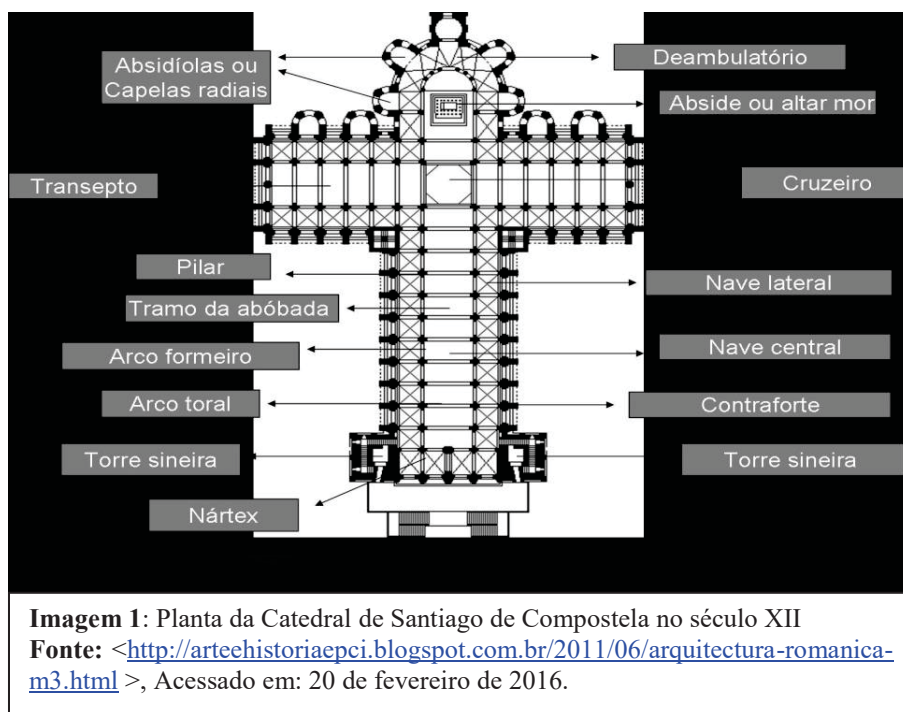 Absidíolas ou
Capelas radiais
Deambulatório
Abside ou altar mor
Transepto
Cruzeiro
Pilar
Nave lateral
Tramo da abóbada
Arco formeiro
Nave central
Arco toral
Contraforte
Torre sineira
Torre sineira
Nártex
Imagem 1: Planta da Catedral de Santiago de Compostela no século XII
Fonte: <http://arteehistoriaepci.blogspot.com.br/2011/06/arquitectura-romanica-
m3.html >, Acessado em: 20 de fevereiro de 2016.